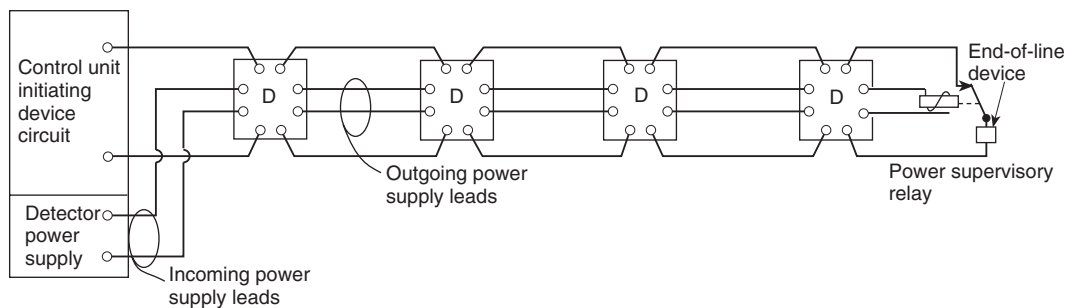 Control unit
initiating
device
circuit
Detector
power
supply
D
D
D
D
End-of-line
device
Outgoing power
supply leads
Power supervisory
relay
Incoming power
supply leads